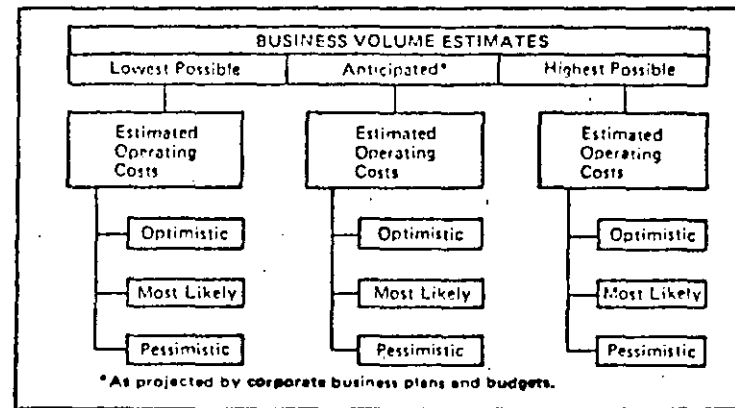 BUSINESS VOLUME ESTIMATES
Lowest Possible Anticipated* Highest Possible
Estimated Operating Costs
Optimistic
Most Likely
Pessimistic
Estimated Operating Costs
Optimistic
Most Likely
Pessimistic
Estimated Operating Costs
Optimistic
Most Likely
Pessimistic
*As projected by corporate business plans and budgets.